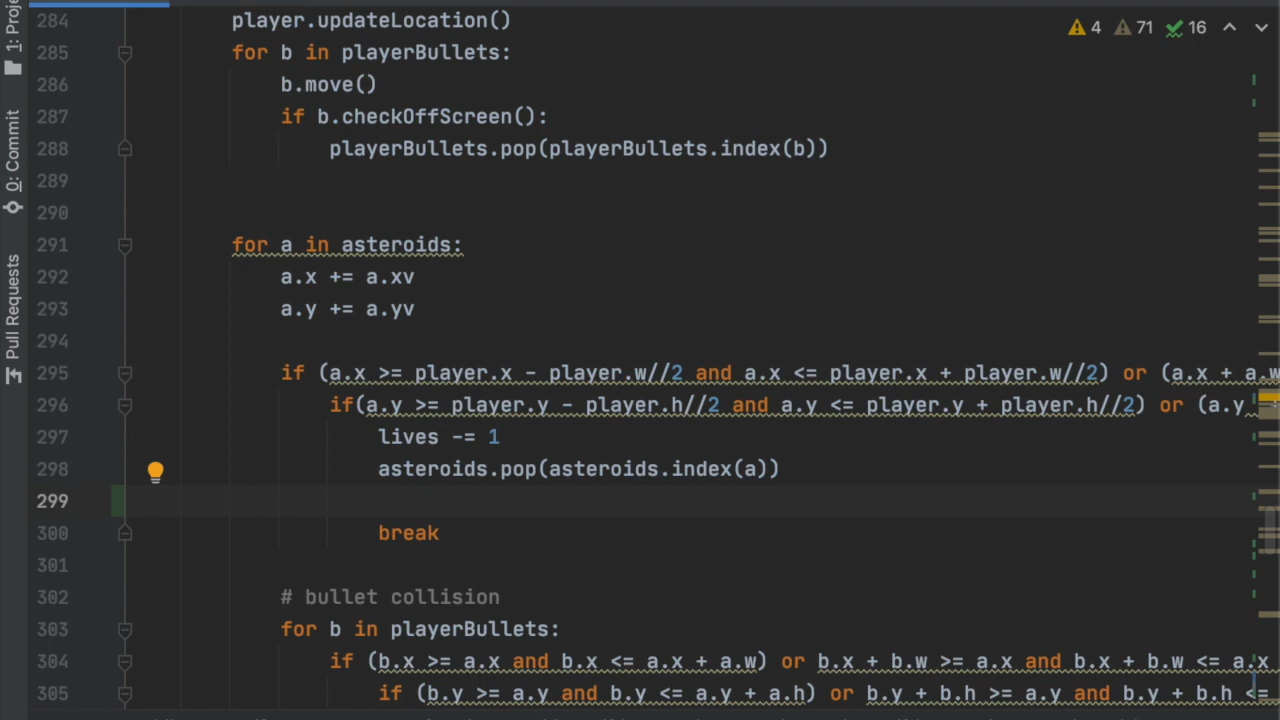 284 player.updateLocation()
4 71 16
285 for b in playerBullets:
286 b.move()
287 if b.checkOffScreen():
288 playerBullets.pop(playerBullets.index(b))
289
290
291 for a in asteroids:
292 a.x += a.xv
293 a.y += a.yv
294
295 if (a.x >= player.x - player.w//2 and a.x <= player.x + player.w//2) or (a.x + a.w
296 if(a.y >= player.y - player.h//2 and a.y <= player.y + player.h//2) or (a.y
297 lives -= 1
298 asteroids.pop(asteroids.index(a))
299
300 break
301
302 # bullet collision
303 for b in playerBullets:
304 if (b.x >= a.x and b.x <= a.x + a.w) or b.x + b.w >= a.x and b.x + b.w <= a.x
305 if (b.y >= a.y and b.y <= a.y + a.h) or b.y + b.h >= a.y and b.y + b.h <=
1: Proje
0: Commit
Pull Requests